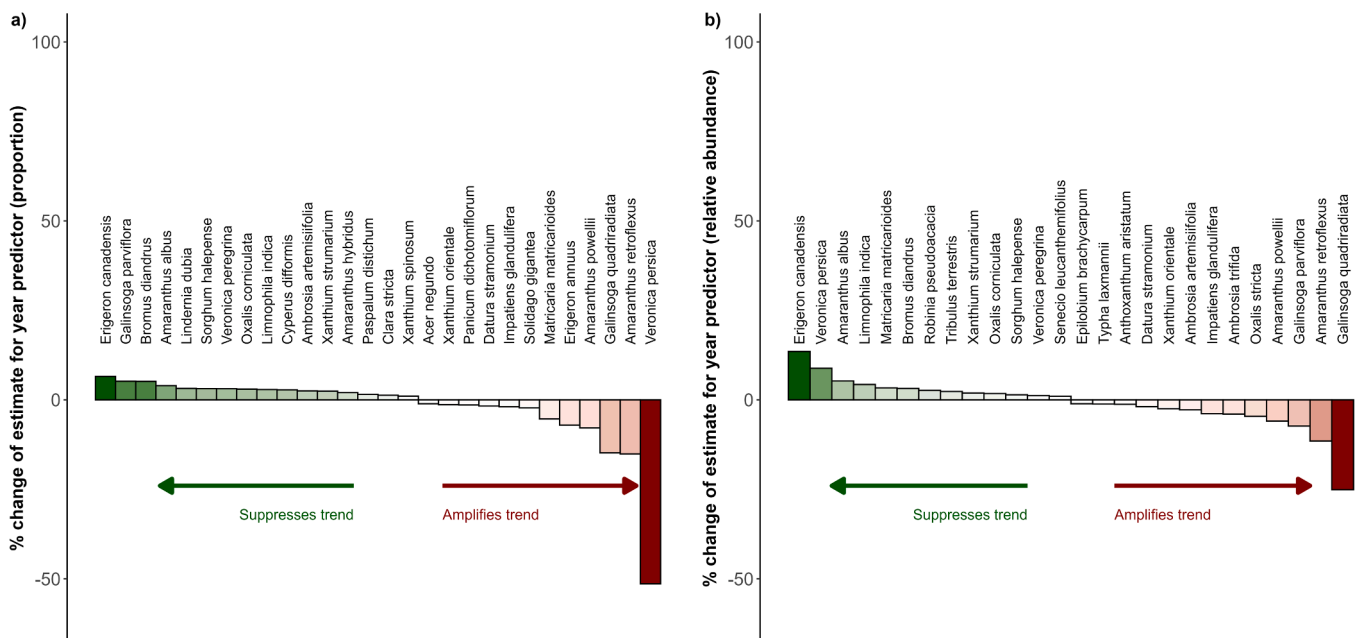 a)
% change of estimate for year predictor (proportion)
100
50
0
-50
Erigeron canadensis
Galinsoga parviflora
Bromus diandrus
Amaranthus albus
Lindernia dubia
Sorghum halepense
Veronica peregrina
Oxalis corniculata
Limnophila indica
Cyperus difformis
Ambrosia artemisiifolia
Xanthium strumarium
Amaranthus hybridus
Paspalum distichum
Clara stricta
Xanthium spinosum
Acer negundo
Xanthium orientale
Panicum dichotomiflorum
Datura stramonium
Impatiens glandulifera
Solidago gigantea
Matricaria matricarioides
Erigeron annuus
Amaranthus powellii
Galinsoga quadriradiata
Amaranthus retroflexus
Veronica persica
Suppresses trend
Amplifies trend
b)
% change of estimate for year predictor (relative abundance)
100
50
0
-50
Erigeron canadensis
Veronica persica
Amaranthus albus
Limnophila indica
Matricaria matricarioides
Bromus diandrus
Robinia pseudoacacia
Tribulus terrestris
Xanthium strumarium
Oxalis corniculata
Sorghum halepense
Veronica peregrina
Senecio leucanthemifolius
Epilobium brachycarpum
Typha laxmannii
Anthoxanthum aristatum
Datura stramonium
Xanthium orientale
Ambrosia artemisiifolia
Impatiens glandulifera
Ambrosia trifida
Oxalis stricta
Amaranthus powellii
Galinsoga parviflora
Amaranthus retroflexus
Galinsoga quadriradiata
Suppresses trend
Amplifies trend